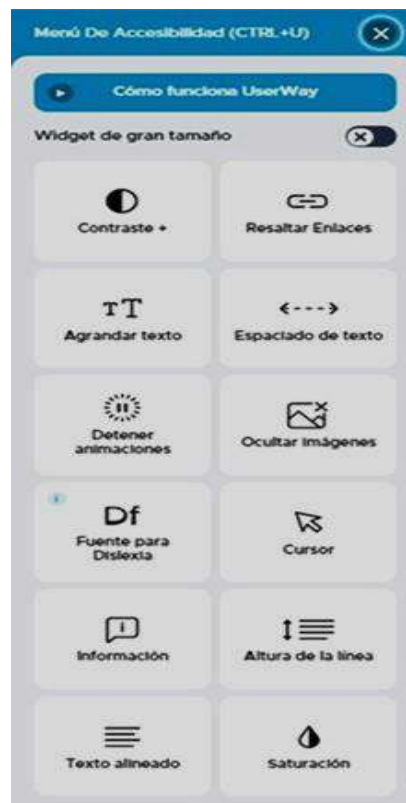 Menú De Accesibilidad (CTRL+U)
Cómo funciona UserWay
Widget de gran tamaño
Contraste +
Resaltar Enlaces
Agrandar texto
Espaciado de texto
Detener
animaciones
Ocultar imágenes
Df
Fuente para
Dislexia
Cursor
Información
Altura de la línea
Texto alineado
Saturación